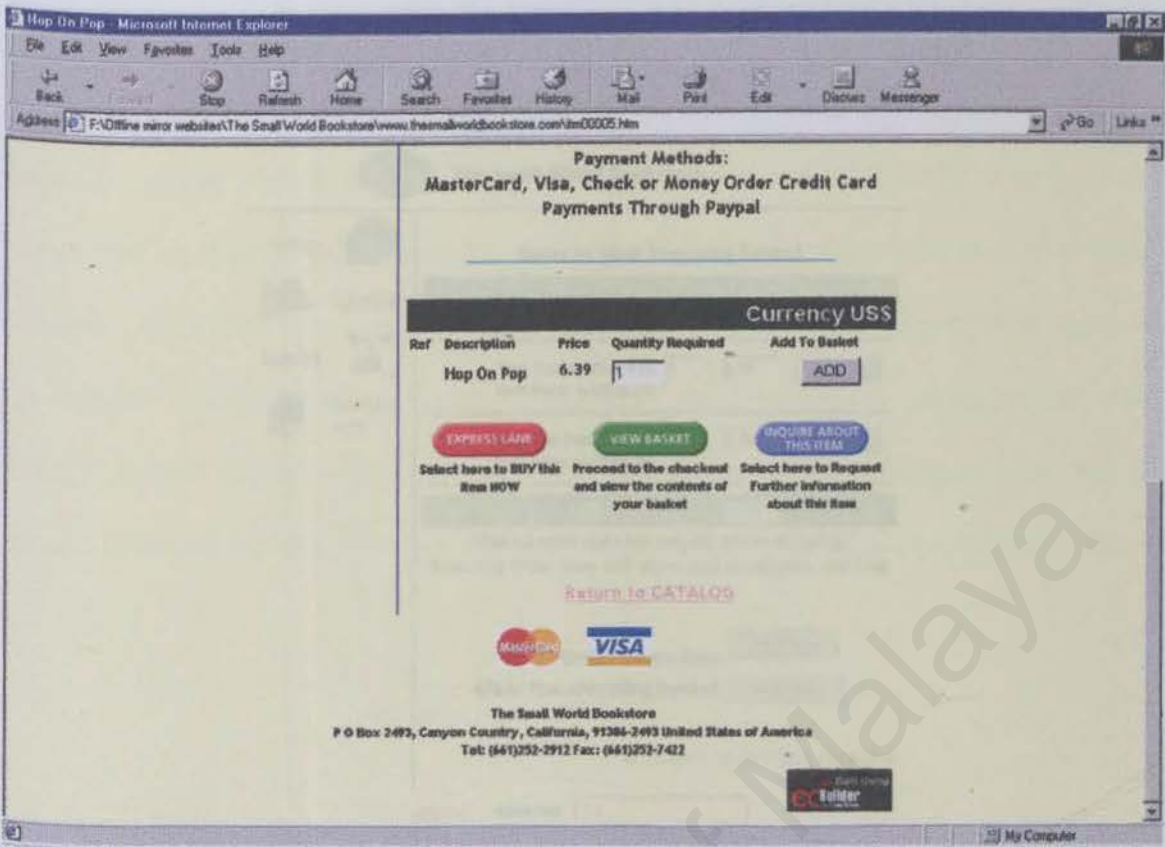 Hop On Pop - Microsoft Internet Explorer
File Edit View Favorites Tools Help
Back Forward Stop Refresh Home Search Favorites History Mail Print Edit Discuss Messenger
Address F:\Offline mirror websites\The Small World Bookstore\www.thesmallworldbookstore.com\itm00005.htm Go Links »
Payment Methods:
MasterCard, Visa, Check or Money Order Credit Card
Payments Through Paypal
Currency US$
Ref Description Price Quantity Required Add To Basket
Hop On Pop 6.39 1 ADD
EXPRESS LANE VIEW BASKET INQUIRE ABOUT THIS ITEM
Select here to BUY this Item NOW
Proceed to the checkout and view the contents of your basket
Select here to Request Further information about this Item
Return to CATALOG
MasterCard VISA
The Small World Bookstore
P O Box 2493, Canyon Country, California, 91386-2493 United States of America
Tel: (661)252-2912 Fax: (661)252-7422
ecBuilder
My Computer
Malaya